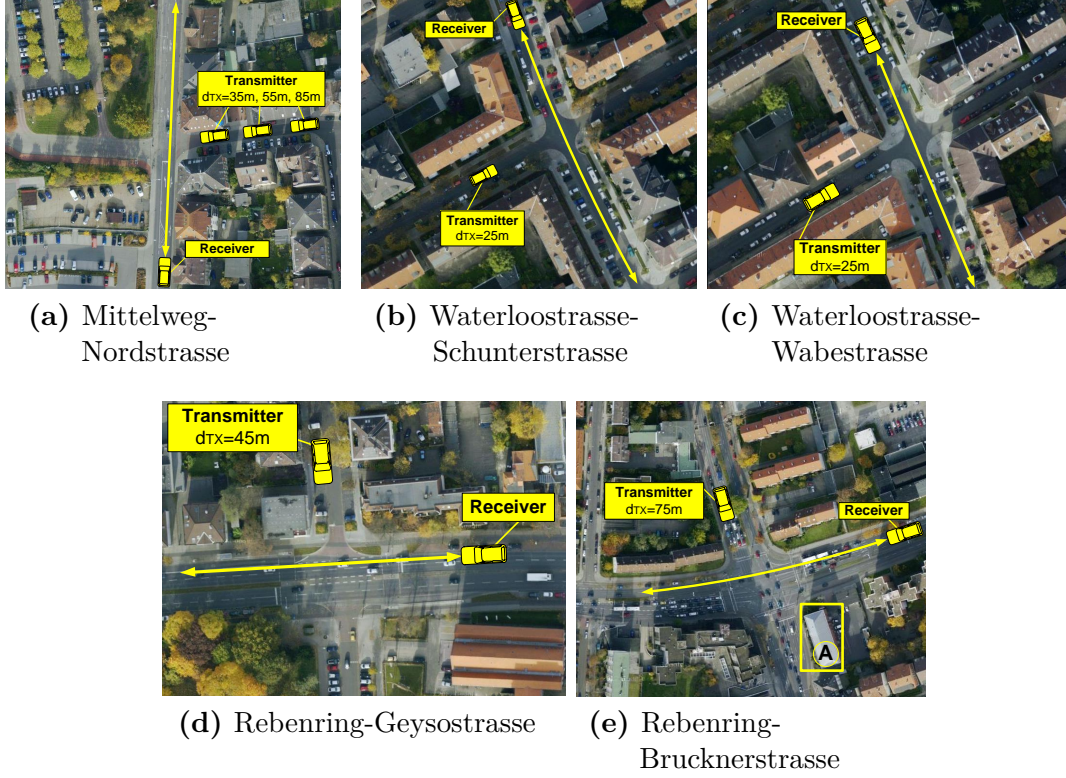 Transmitter
dTX=35m, 55m, 85m
Receiver
Receiver
Transmitter
dTX=25m
Receiver
Transmitter
dTX=25m
(a) Mittelweg-
Nordstrasse
(b) Waterloostrasse-
Schunterstrasse
(c) Waterloostrasse-
Wabestrasse
Transmitter
dTX=45m
Receiver
Transmitter
dTX=75m
Receiver
A
(d) Rebenring-Geysostrasse
(e) Rebenring-
Brucknerstrasse